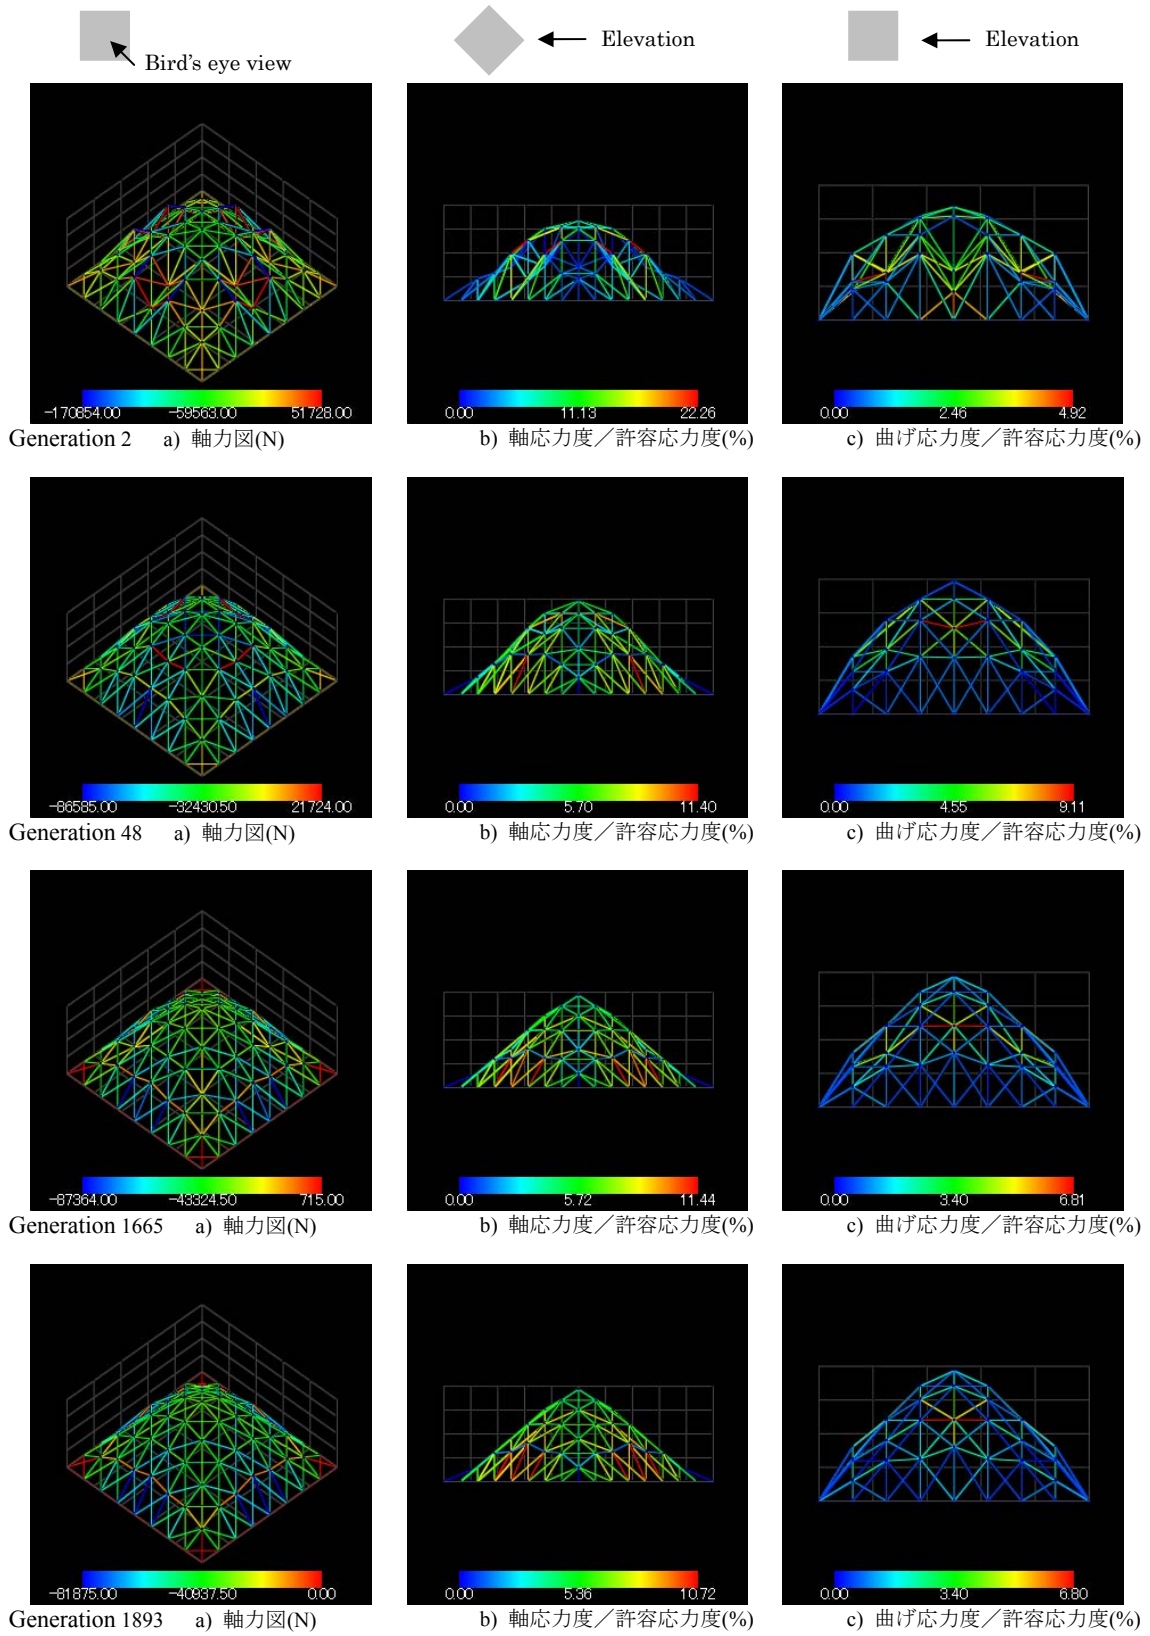 Bird's eye view
Elevation
Elevation
-170854.00 -59563.00 51728.00
0.00 11.13 22.26
0.00 2.46 4.92
Generation 2 a) 軸力図(N)
b) 軸応力度／許容応力度(%)
c) 曲げ応力度／許容応力度(%)
-86585.00 -32430.50 21724.00
0.00 5.70 11.40
0.00 4.55 9.11
Generation 48 a) 軸力図(N)
b) 軸応力度／許容応力度(%)
c) 曲げ応力度／許容応力度(%)
-87364.00 -43324.50 715.00
0.00 5.72 11.44
0.00 3.40 6.81
Generation 1665 a) 軸力図(N)
b) 軸応力度／許容応力度(%)
c) 曲げ応力度／許容応力度(%)
-81875.00 -40937.50 0.00
0.00 5.36 10.72
0.00 3.40 6.80
Generation 1893 a) 軸力図(N)
b) 軸応力度／許容応力度(%)
c) 曲げ応力度／許容応力度(%)